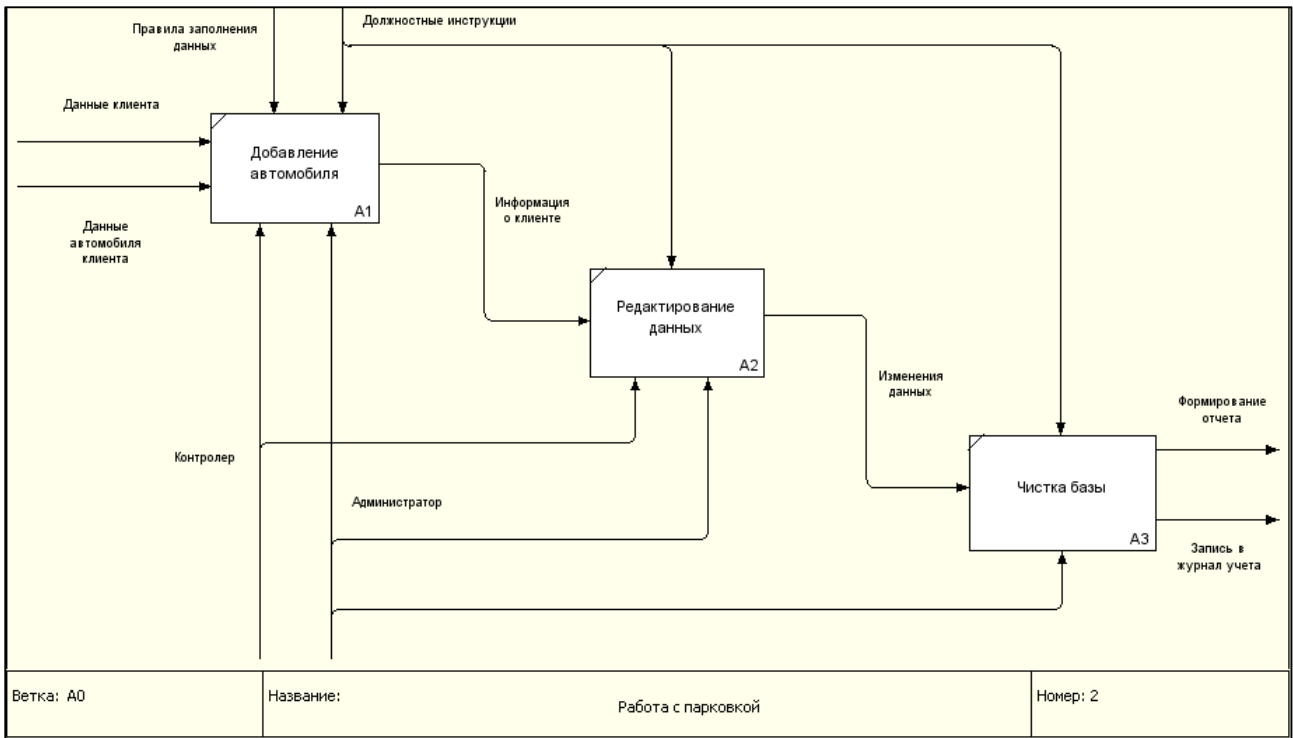 Правила заполнения
данных
Должностные инструкции
Данные клиента
Добавление
автомобиля
A1
Данные
автомобиля
клиента
Информация
о клиенте
Редактирование
данных
A2
Изменения
данных
Формирование
отчета
Контролер
Администратор
Чистка базы
A3
Запись в
журнал учета
Ветка: A0
Название:
Работа с парковкой
Номер: 2